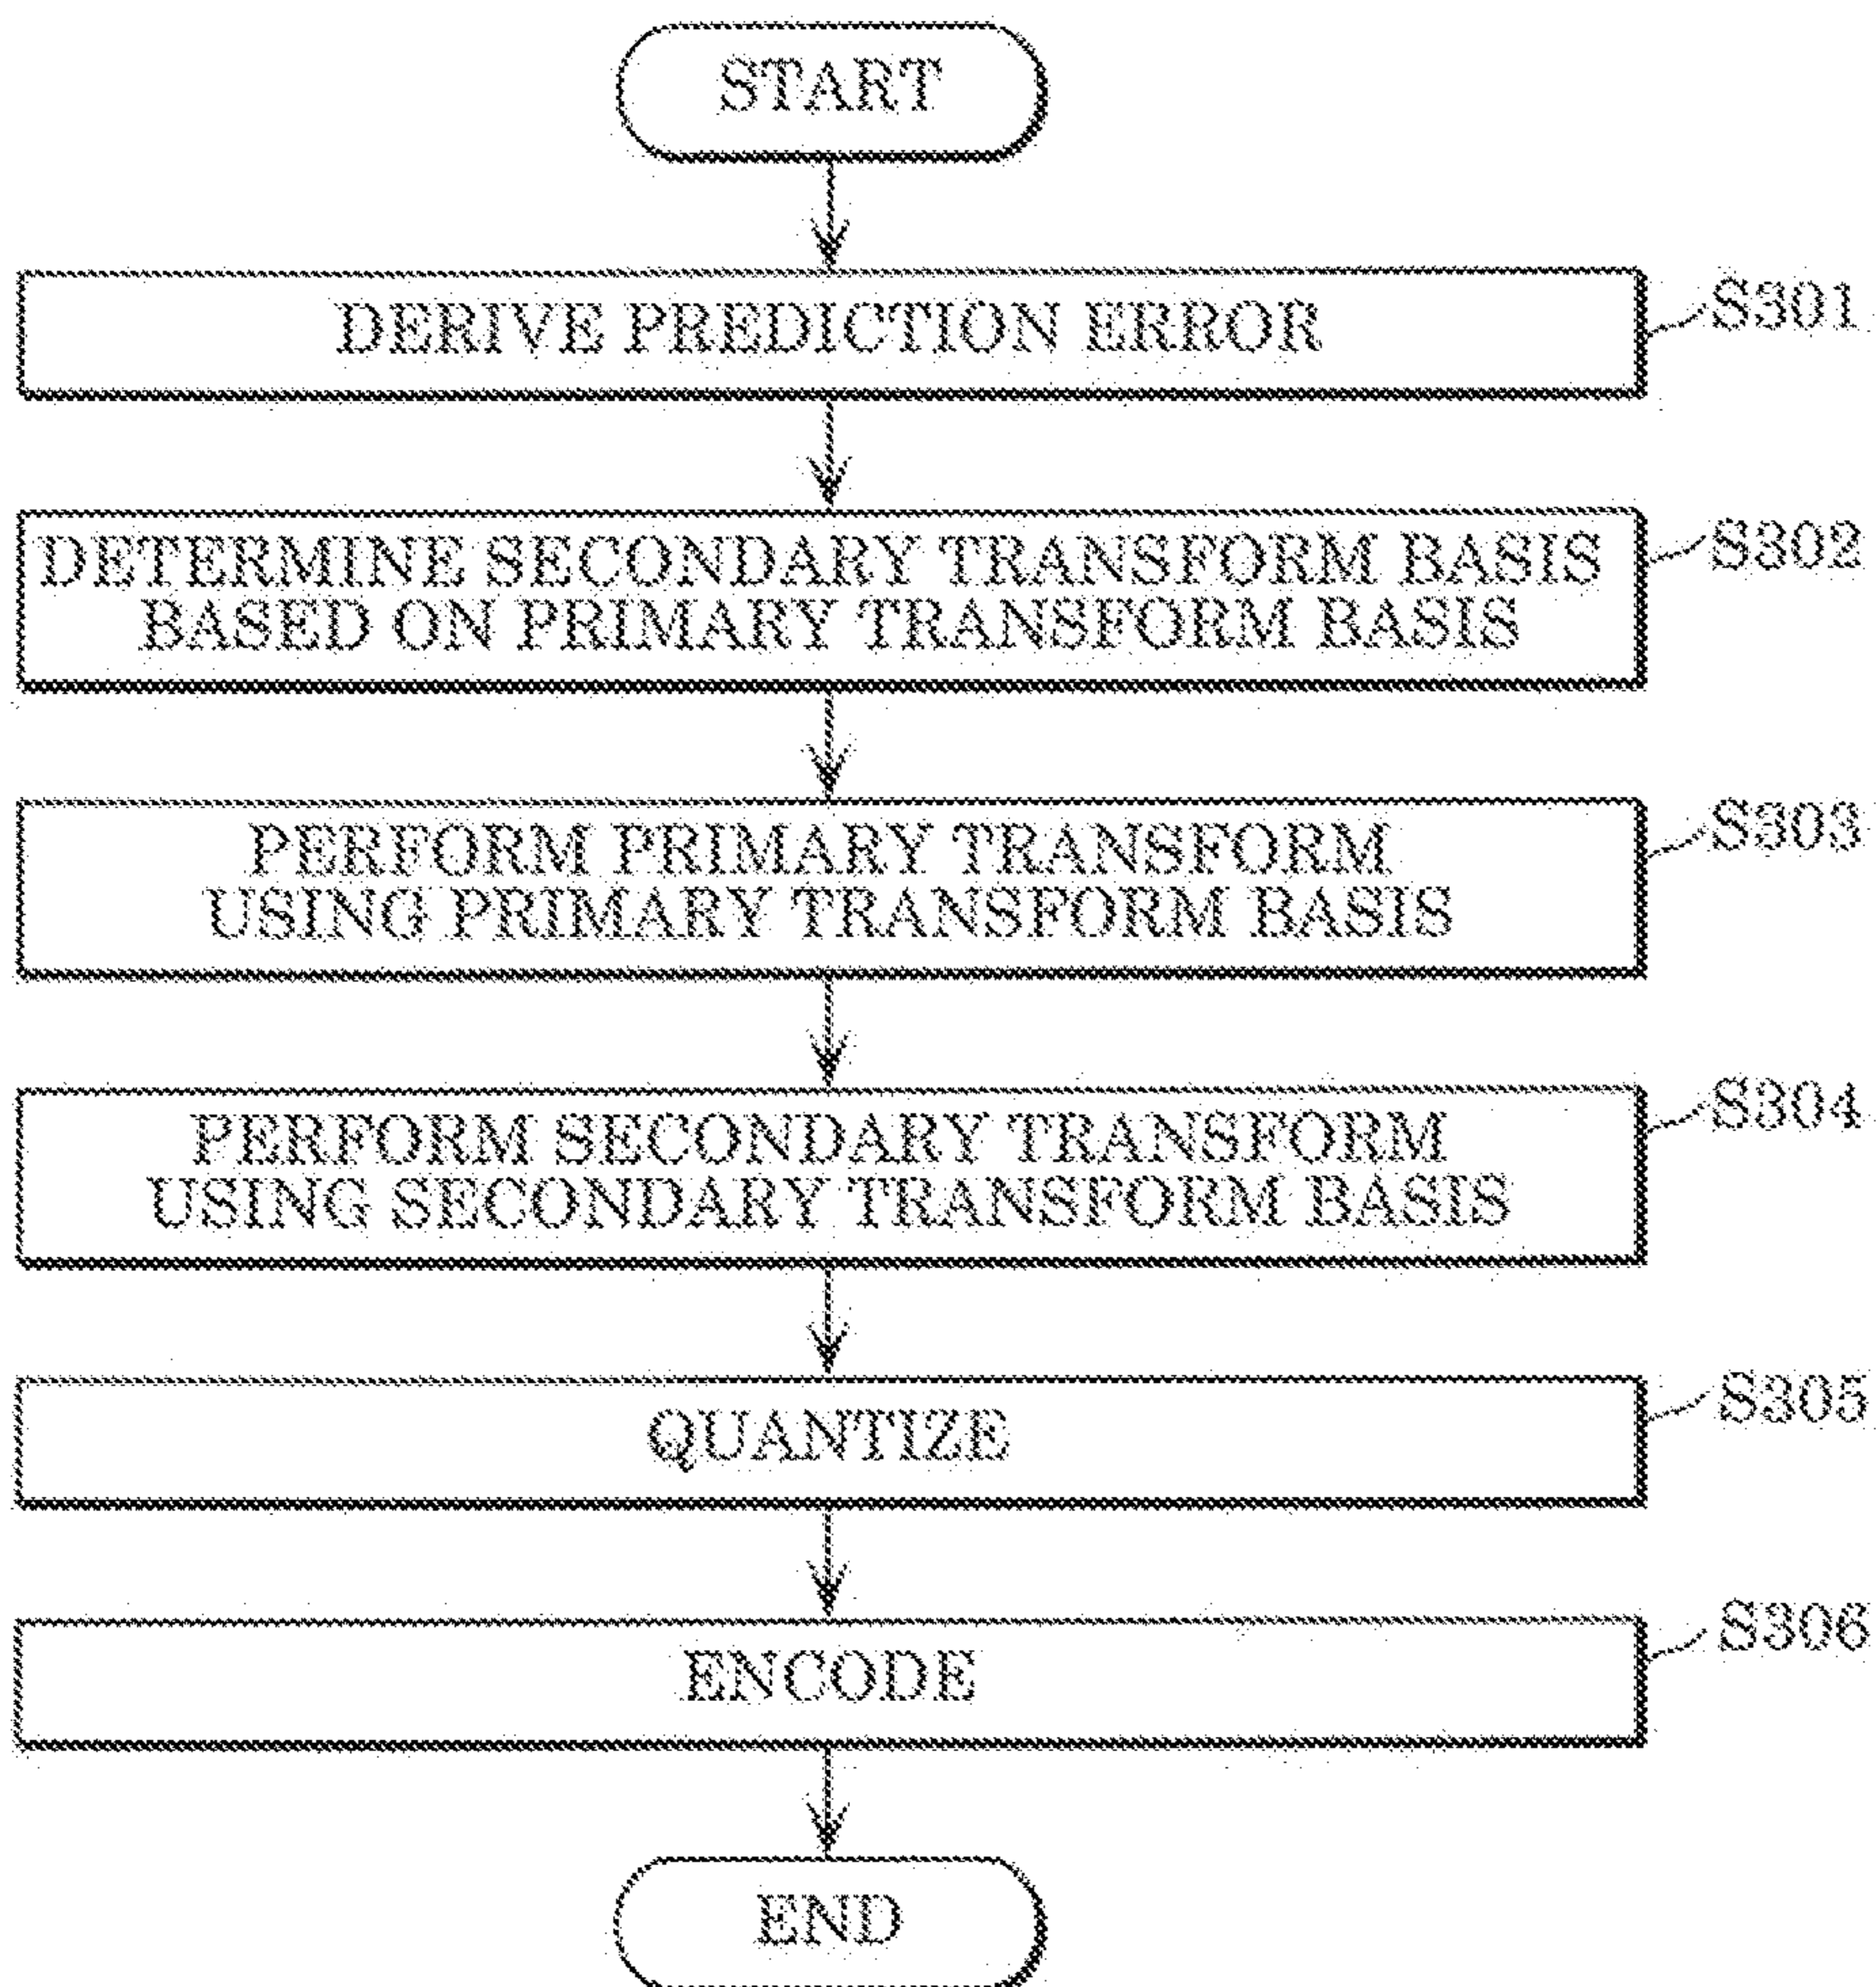 START
DERIVE PREDICTION ERROR
S301
DETERMINE SECONDARY TRANSFORM BASIS
BASED ON PRIMARY TRANSFORM BASIS
S302
PERFORM PRIMARY TRANSFORM
USING PRIMARY TRANSFORM BASIS
S303
PERFORM SECONDARY TRANSFORM
USING SECONDARY TRANSFORM BASIS
S304
QUANTIZE
S305
ENCODE
S306
END